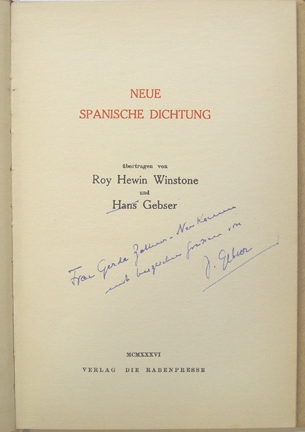 NEUE
SPANISCHE DICHTUNG
übertragen von
Roy Hewin Winstone
und
Hans Gebser
Frau Gerda Zeltner-Neukomm
mit herzlichen Grüssen von
J. Gebser
MCMXXXVI
VERLAG DIE RABENPRESSE